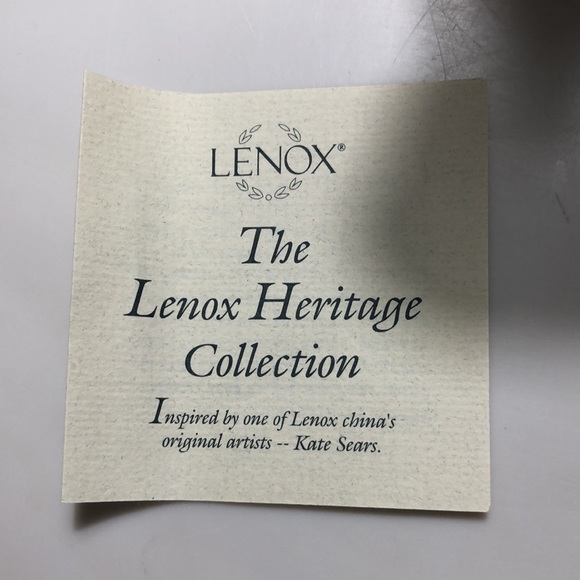 LENOX®
The
Lenox Heritage
Collection
Inspired by one of Lenox china's
original artists -- Kate Sears.